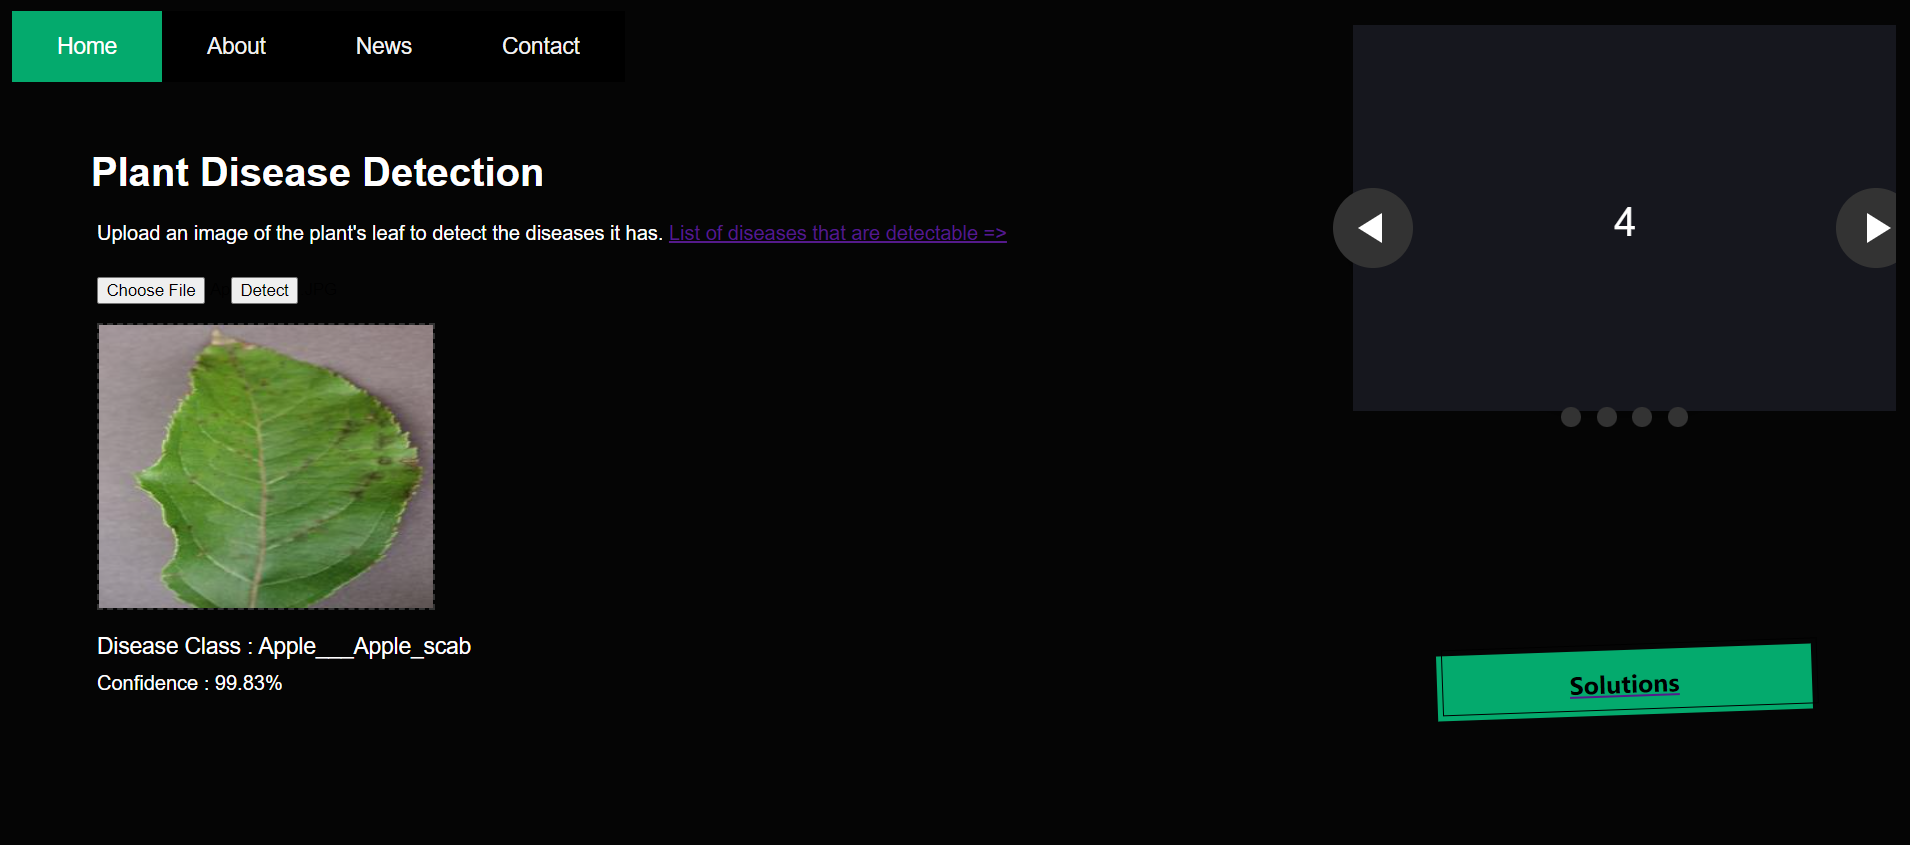 Home About News Contact
Plant Disease Detection
Upload an image of the plant's leaf to detect the diseases it has. List of diseases that are detectable =>
Choose File Detect
4
Disease Class : Apple___Apple_scab
Confidence : 99.83%
Solutions